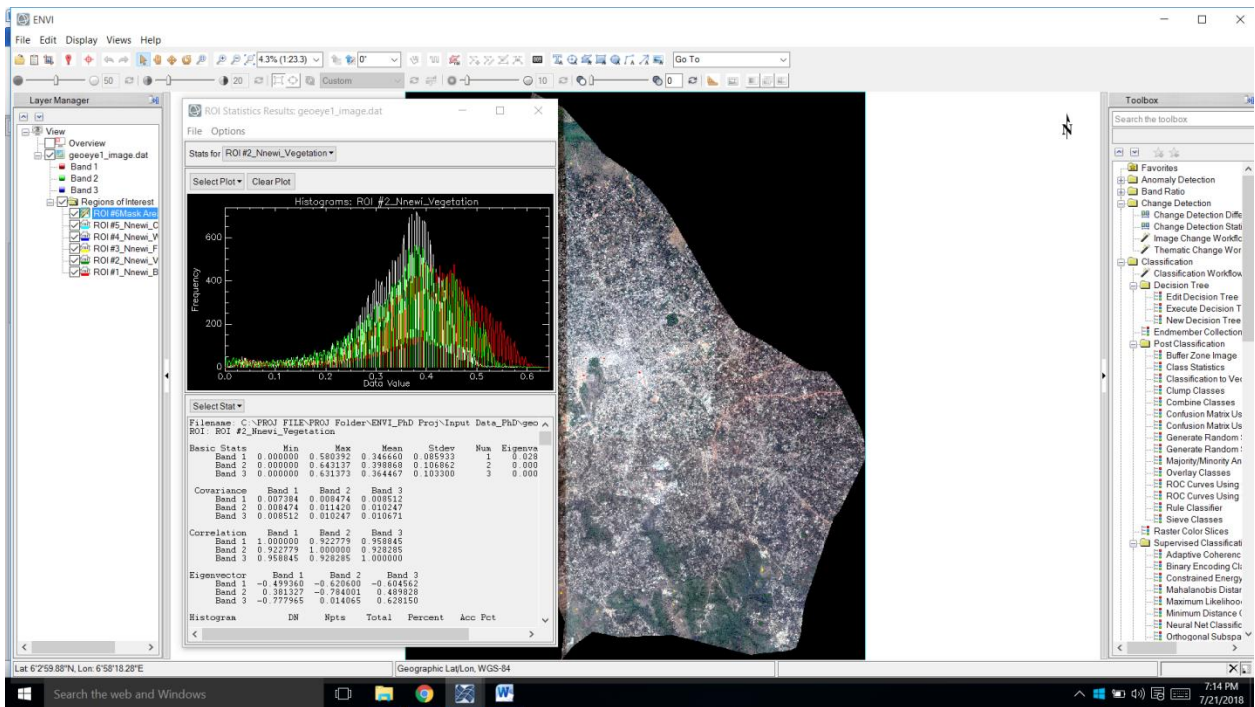 ENVI
File Edit Display Views Help
4.3% (1:23.3) 0° Go To
50 20 Custom 10 0
Layer Manager
View
Overview
geoeye1_image.dat
Band 1
Band 2
Band 3
Regions of Interest
ROI #6Mask Are
ROI #5_Nnewi_C
ROI #4_Nnewi_W
ROI #3_Nnewi_F
ROI #2_Nnewi_V
ROI #1_Nnewi_B
ROI Statistics Results: geoeye1_image.dat
File Options
Stats for ROI #2_Nnewi_Vegetation
Select Plot Clear Plot
Histograms: ROI #2_Nnewi_Vegetation
Frequency
600
400
200
0.0 0.1 0.2 0.3 0.4 0.5 0.6
Data Value
Select Stat
Filename: C:\PROJ FILE\PROJ Folder\ENVI_PhD Proj\Input Data_PhD\geo
ROI: ROI #2_Nnewi_Vegetation
Basic Stats Min Max Mean Stdev Num Eigenva
Band 1 0.000000 0.580392 0.346660 0.085933 1 0.028
Band 2 0.000000 0.643137 0.398868 0.106862 2 0.000
Band 3 0.000000 0.631373 0.364467 0.103300 3 0.000
Covariance Band 1 Band 2 Band 3
Band 1 0.007384 0.008474 0.008512
Band 2 0.008474 0.011420 0.010247
Band 3 0.008512 0.010247 0.010671
Correlation Band 1 Band 2 Band 3
Band 1 1.000000 0.922779 0.958845
Band 2 0.922779 1.000000 0.928285
Band 3 0.958845 0.928285 1.000000
Eigenvector Band 1 Band 2 Band 3
Band 1 -0.499360 -0.620600 -0.604562
Band 2 0.381327 -0.784001 0.489828
Band 3 -0.777965 0.014065 0.628150
Histogram DN Npts Total Percent Acc Pct
N
Toolbox
Search the toolbox
Favorites
Anomaly Detection
Band Ratio
Change Detection
Change Detection Diffe
Change Detection Stati
Image Change Workflc
Thematic Change Wor
Classification
Classification Workflow
Decision Tree
Edit Decision Tree
Execute Decision T
New Decision Tree
Endmember Collection
Post Classification
Buffer Zone Image
Class Statistics
Classification to Vec
Clump Classes
Combine Classes
Confusion Matrix Us
Confusion Matrix Us
Generate Random
Generate Random
Majority/Minority An
Overlay Classes
ROC Curves Using
ROC Curves Using
Rule Classifier
Sieve Classes
Raster Color Slices
Supervised Classificati
Adaptive Coherenc
Binary Encoding Cl
Constrained Energy
Mahalanobis Distar
Maximum Likelihoo
Minimum Distance
Neural Net Classific
Orthogonal Subspa
Lat: 6°2'59.88"N, Lon: 6°58'18.28"E Geographic Lat/Lon, WGS-84
Search the web and Windows
7:14 PM
7/21/2018